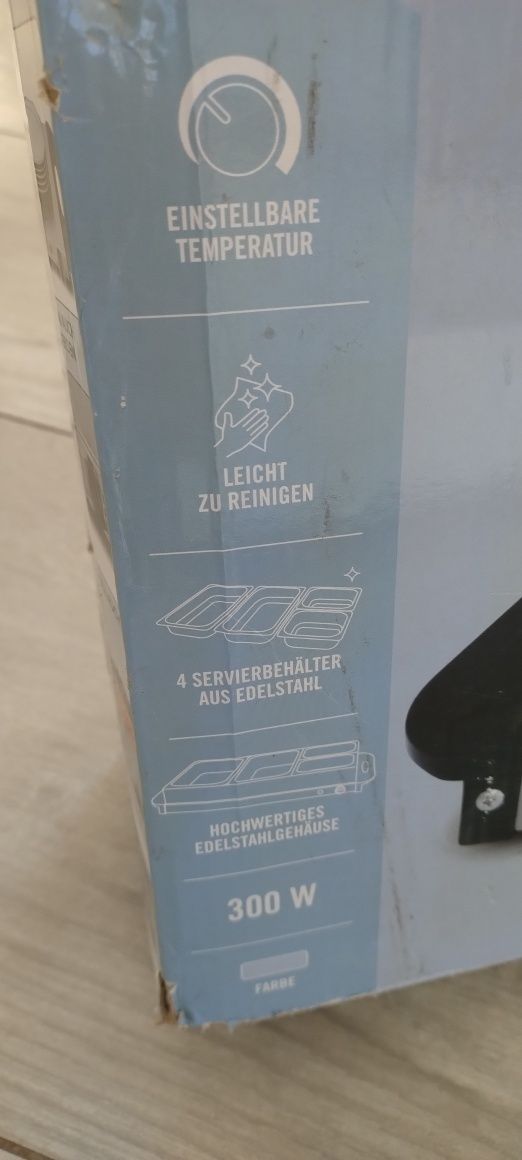 EINSTELLBARE
TEMPERATUR
LEICHT
ZU REINIGEN
4 SERVIERBEHÄLTER
AUS EDELSTAHL
HOCHWERTIGES
EDELSTAHLGEHÄUSE
300 W
FARBE